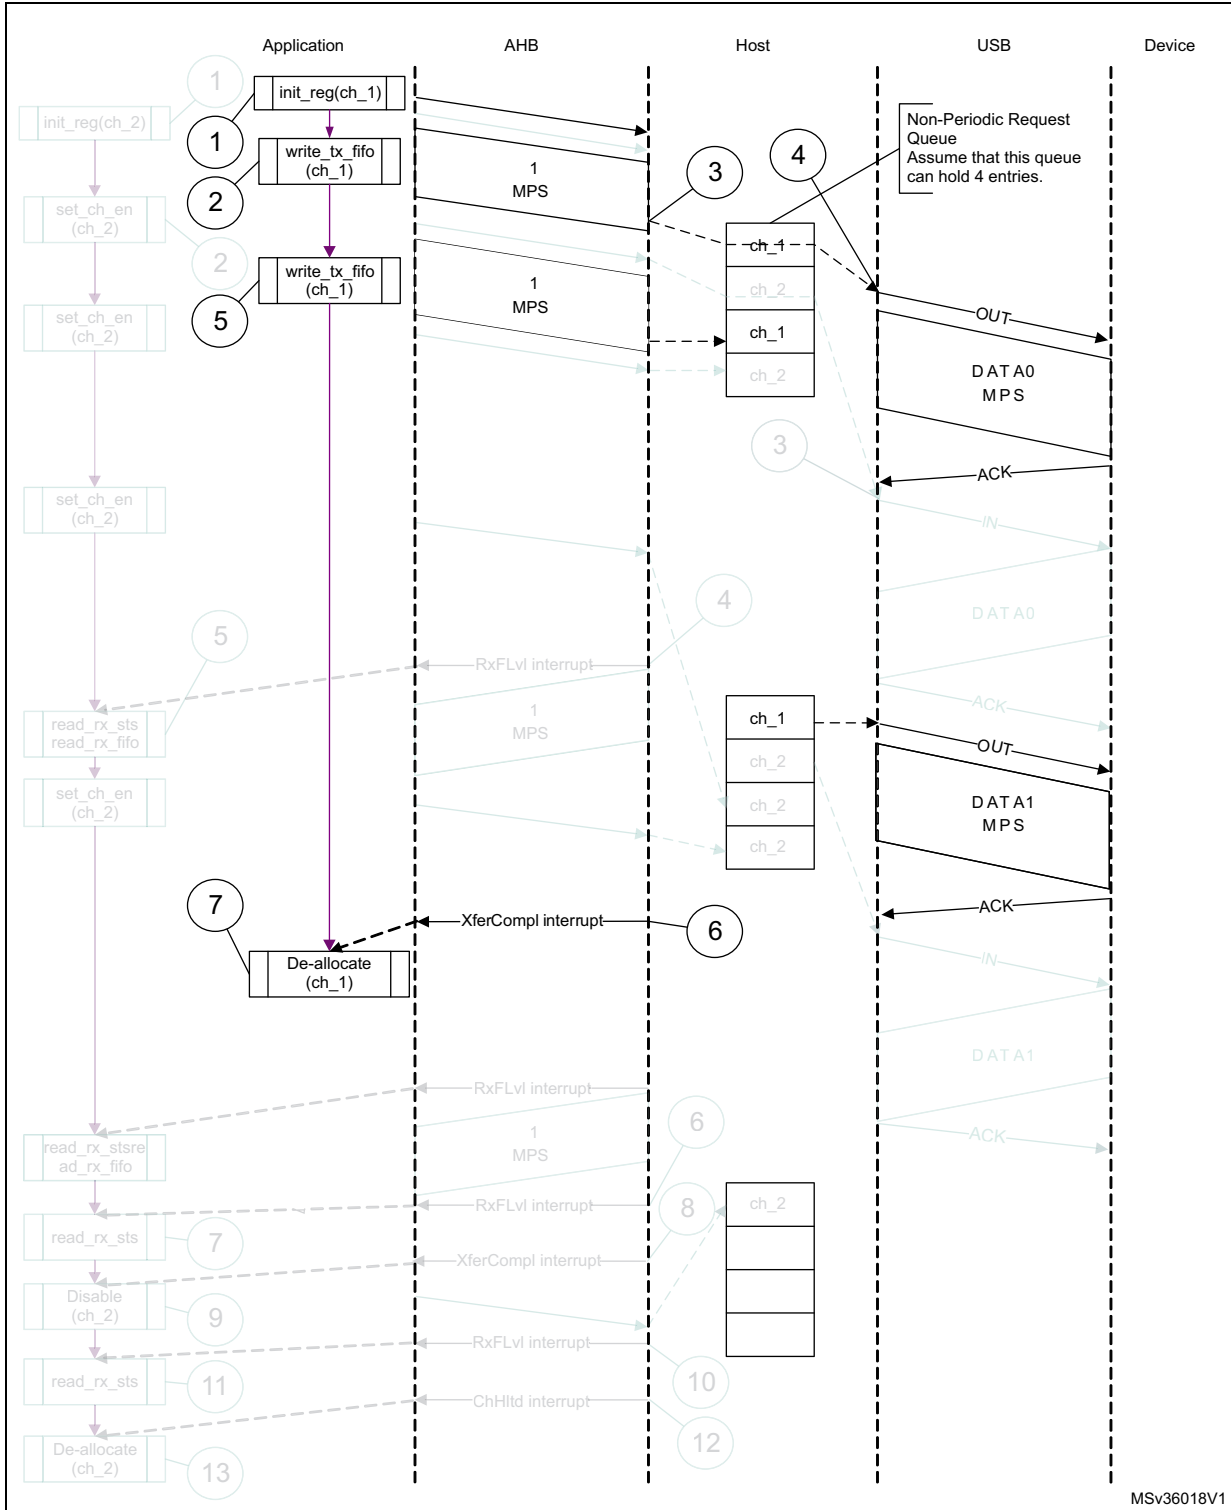 Application
AHB
Host
USB
Device
1
init_reg(ch_1)
init_reg(ch_2)
1
write_tx_fifo
(ch_1)
1
MPS
2
3
4
Non-Periodic Request
Queue
Assume that this queue
can hold 4 entries.
set_ch_en
(ch_2)
2
ch_1
write_tx_fifo
(ch_1)
5
1
MPS
ch_2
set_ch_en
(ch_2)
ch_1
ch_2
OUT
DATA0
MPS
3
ACK
set_ch_en
(ch_2)
IN
4
5
DATA0
RxFLvl interrupt
ACK
read_rx_sts
read_rx_fifo
1
MPS
ch_1
OUT
set_ch_en
(ch_2)
ch_2
ch_2
ch_2
DATA1
MPS
7
XferCompl interrupt
6
ACK
De-allocate
(ch_1)
IN
DATA1
RxFLvl interrupt
read_rx_stsre
ad_rx_fifo
1
MPS
6
ACK
RxFLvl interrupt
8
ch_2
read_rx_sts
7
XferCompl interrupt
Disable
(ch_2)
9
RxFLvl interrupt
read_rx_sts
11
10
ChHltd interrupt
De-allocate
(ch_2)
13
12
MSv36018V1